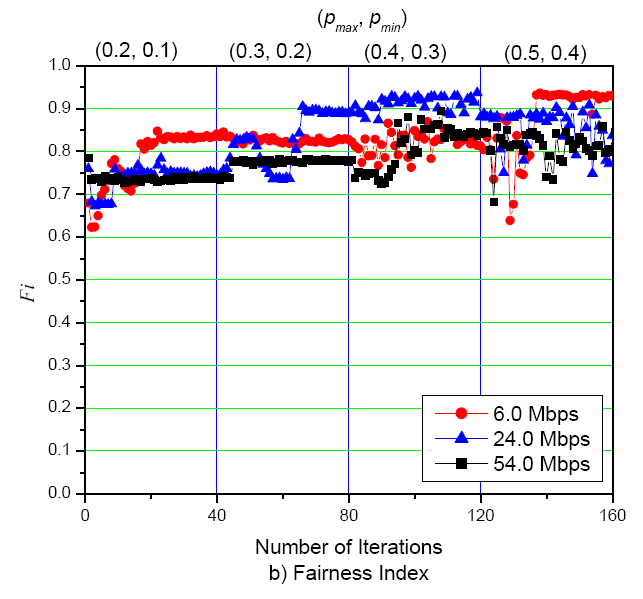 (pmax, pmin)
(0.2, 0.1) (0.3, 0.2) (0.4, 0.3) (0.5, 0.4)
1.0
0.9
0.8
0.7
0.6
0.5
0.4
0.3
0.2
0.1
0.0
Fi
6.0 Mbps
24.0 Mbps
54.0 Mbps
0 40 80 120 160
Number of Iterations
b) Fairness Index